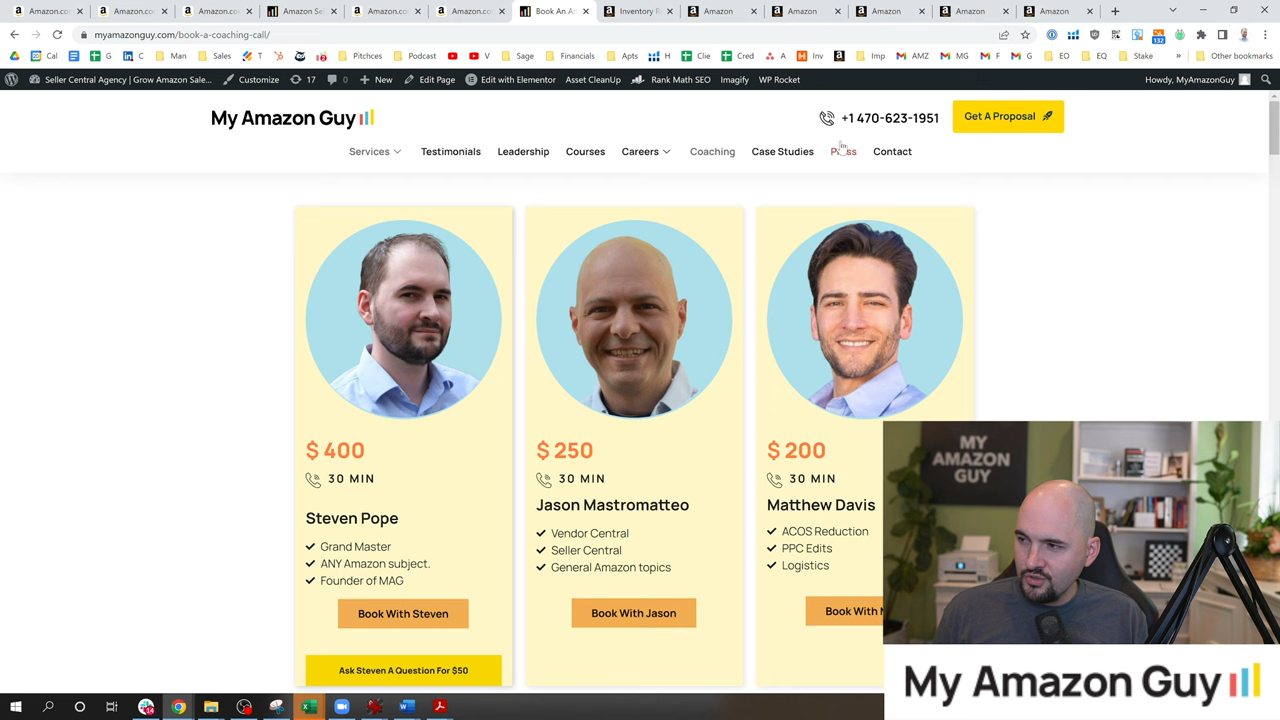 Amazon.co
Amazon.co
Amazon.co
Amazon Se
Amazon.co
Amazon.co
Book An A
Inventory R
Amazon
Amazon
Amazon
Amazon
Amazon
myamazonguy.com/book-a-coaching-call/
132
Cal
G
C
Man
Sales
T
Pitchces
Podcast
V
Sage
Financials
Apts
H
Clie
Cred
A
Inv
Imp
AMZ
MG
F
G
EO
EQ
Stake
»
Other bookmarks
Seller Central Agency | Grow Amazon Sale...
Customize
17
0
New
Edit Page
Edit with Elementor
Asset CleanUp
Rank Math SEO
Imagify
WP Rocket
Howdy, MyAmazonGuy
My Amazon Guy
+1 470-623-1951
Get A Proposal
Services
Testimonials
Leadership
Courses
Careers
Coaching
Case Studies
Press
Contact
$ 400
30 MIN
Steven Pope
Grand Master
ANY Amazon subject.
Founder of MAG
Book With Steven
Ask Steven A Question For $50
$ 250
30 MIN
Jason Mastromatteo
Vendor Central
Seller Central
General Amazon topics
Book With Jason
$ 200
30 MIN
Matthew Davis
ACOS Reduction
PPC Edits
Logistics
Book With
MY
AMAZON
GUY
My Amazon Guy